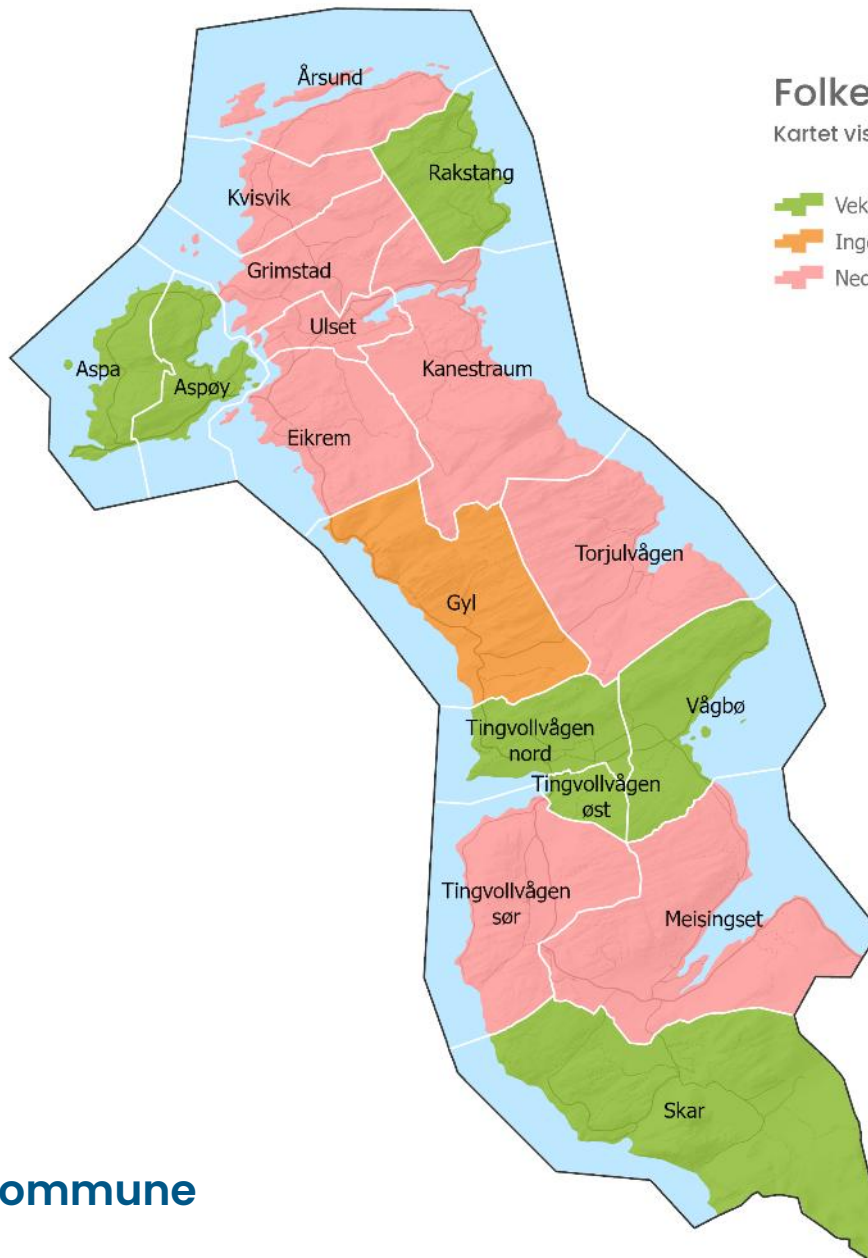 Årsund
Folke
Kartet vis
Rakstang
Kvisvik
Vek
Inge
Ned
Grimstad
Ulset
Aspa
Aspøy
Kanestraum
Eikrem
Torjulvågen
Gyl
Vågbø
Tingvollvågen
nord
Tingvollvågen
øst
Tingvollvågen
sør
Meisingset
Skar
ommune